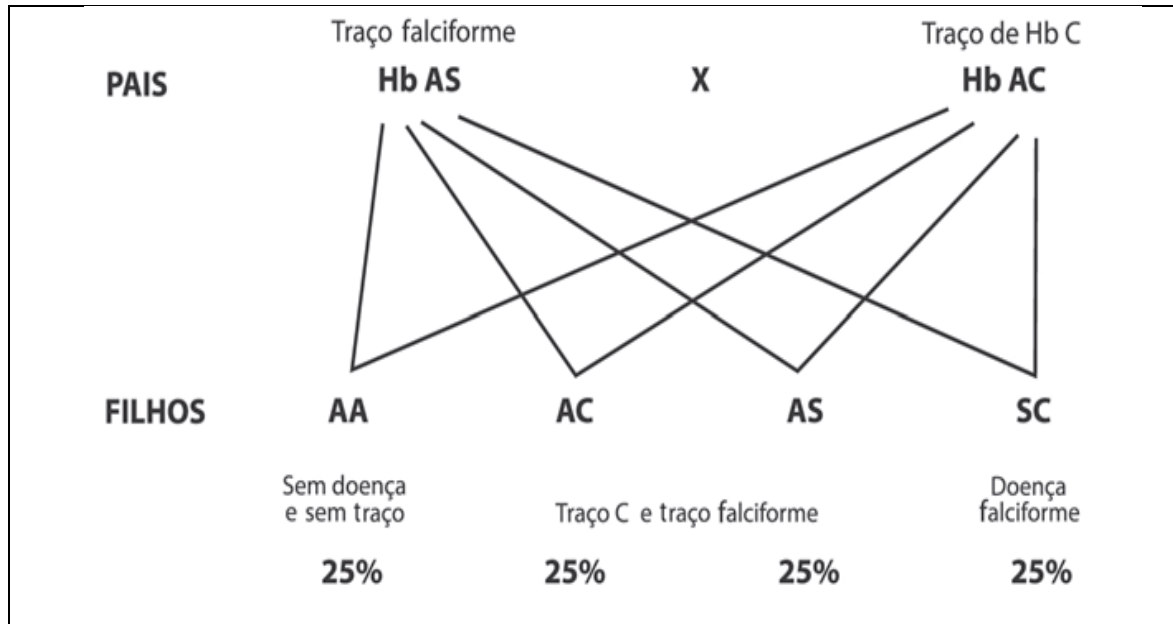 Traço falciforme
Traço de Hb C
PAIS Hb AS X Hb AC
FILHOS AA AC AS SC
Sem doença
e sem traço
Traço C e traço falciforme
Doença
falciforme
25% 25% 25% 25%